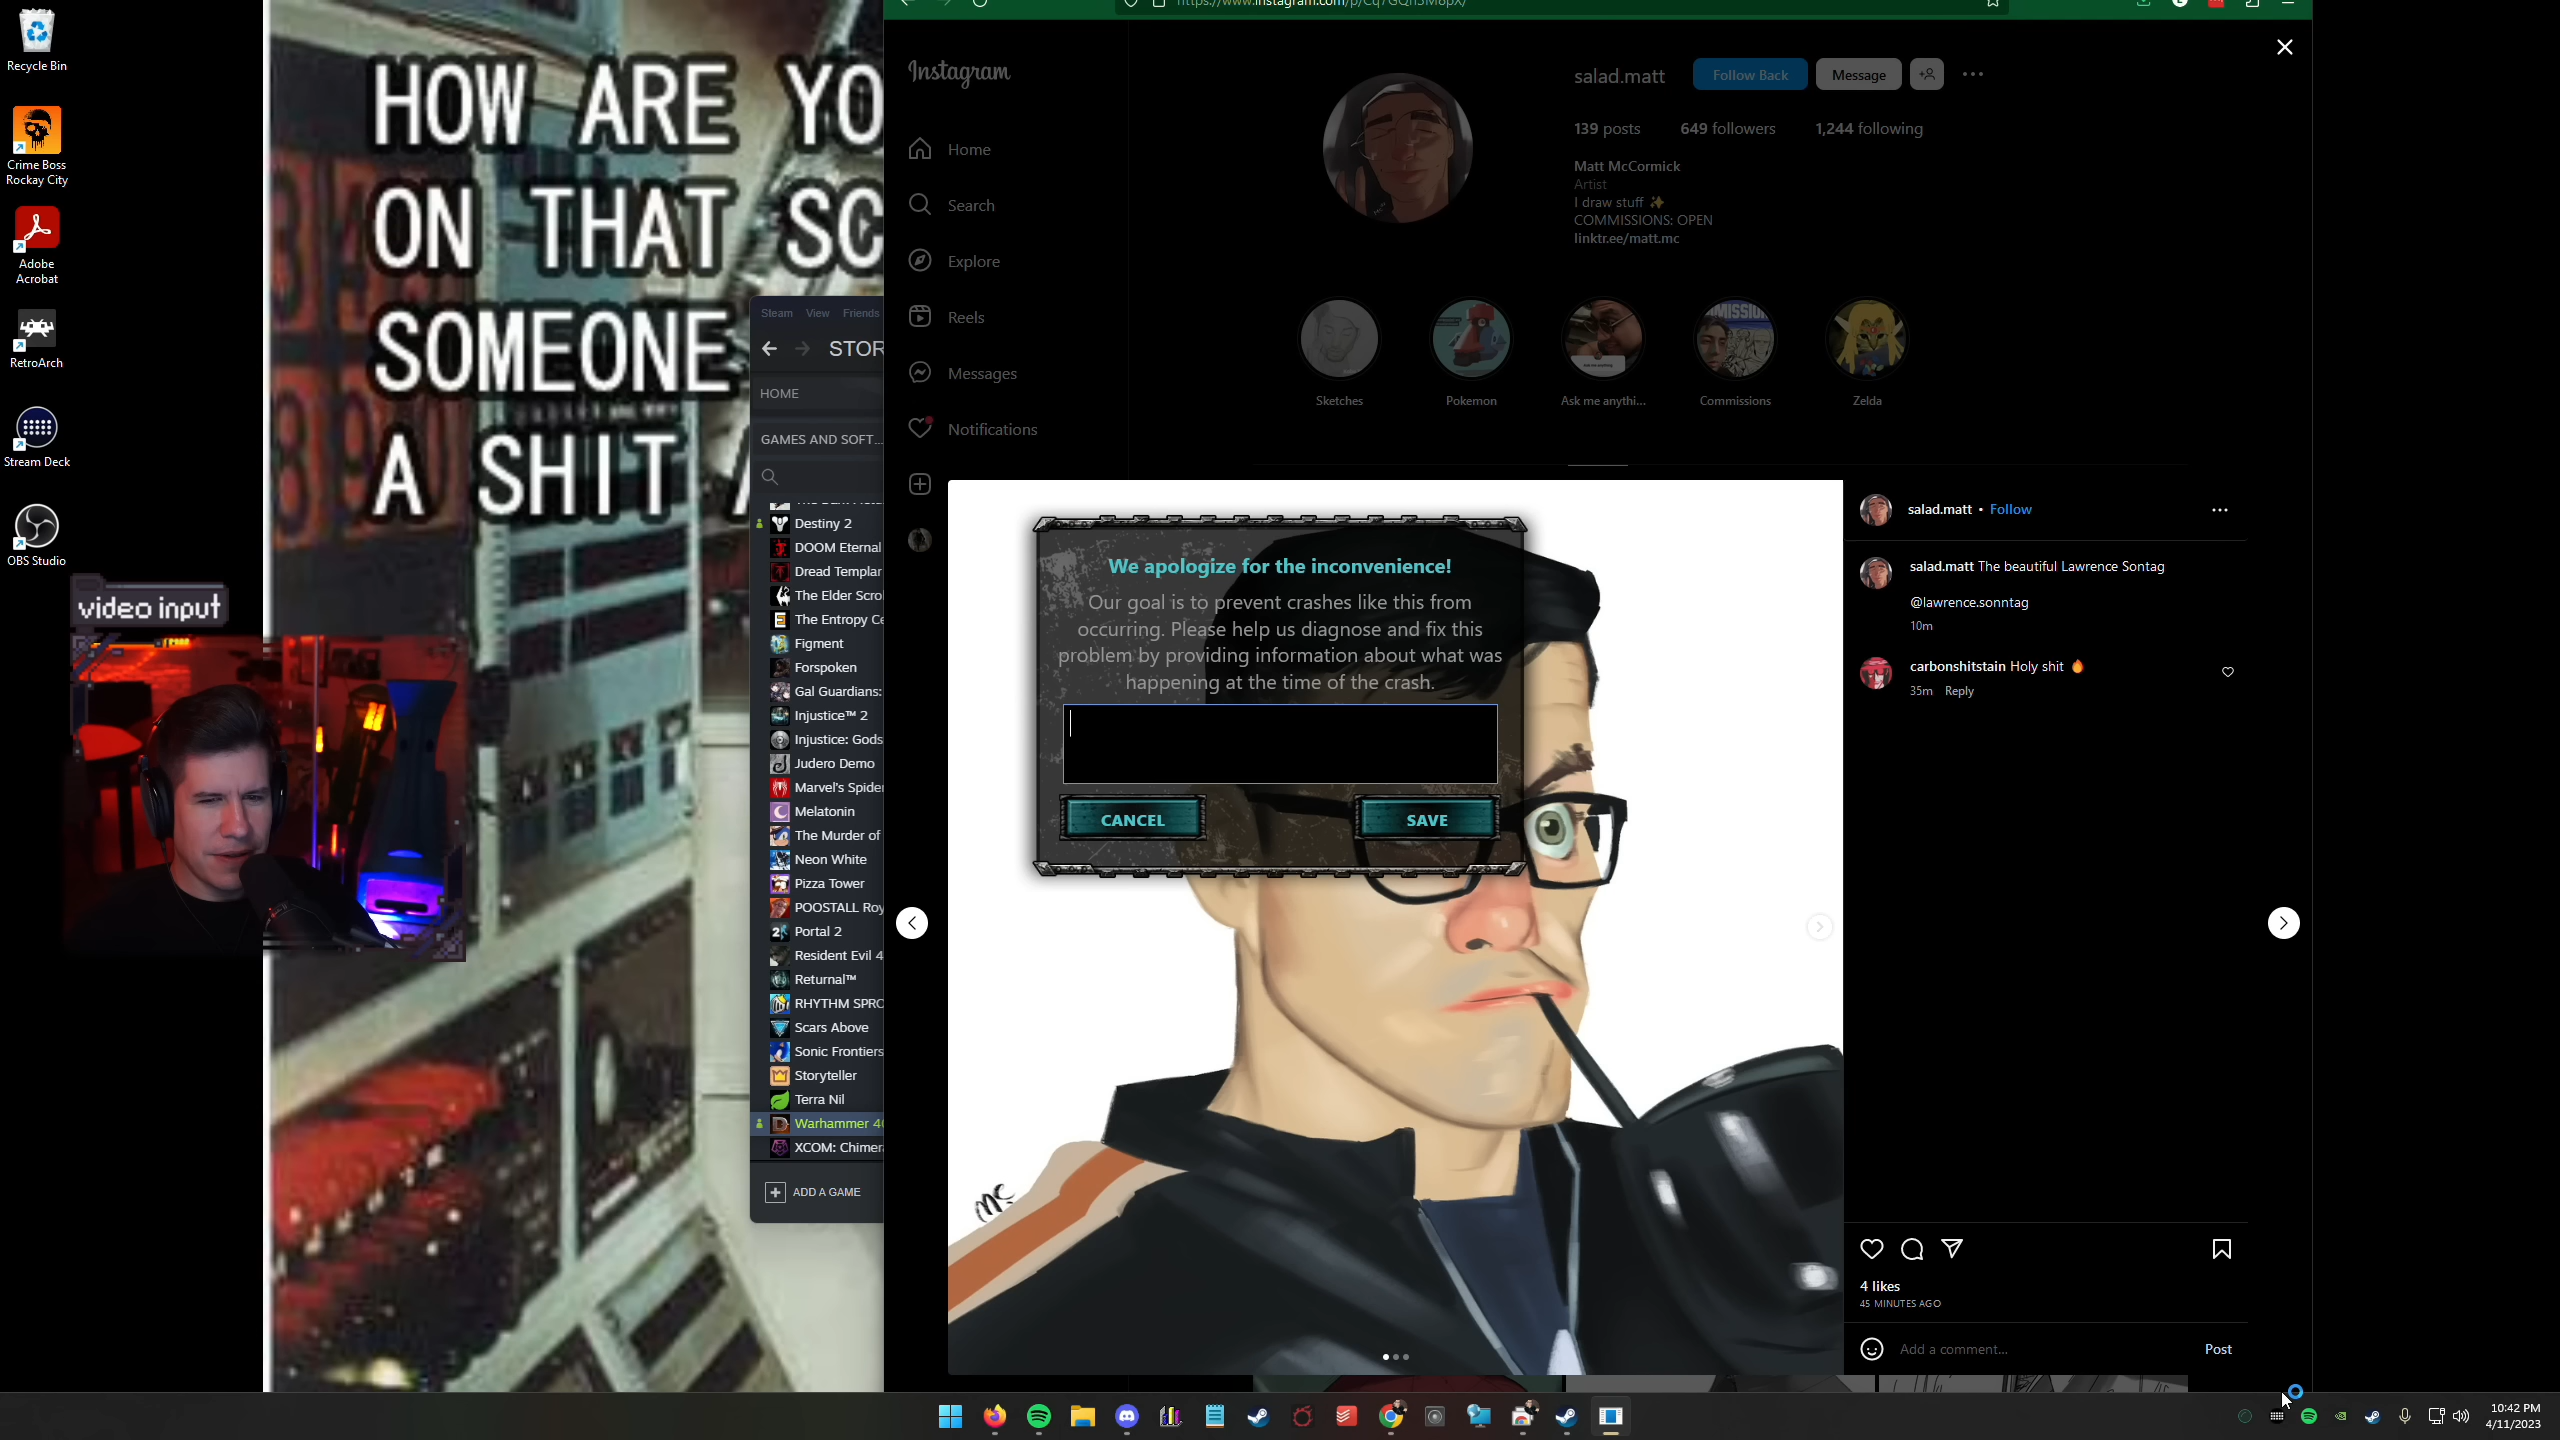 Recycle Bin
Crime Boss
Rockay City
Adobe
Acrobat
RetroArch
Stream Deck
OBS Studio
video input
HOW ARE YO
ON THAT SC
SOMEONE
A SHIT
Steam View Friends
STOR
HOME
GAMES AND SOFT...
Destiny 2
DOOM Eternal
Dread Templar
The Elder Scro
The Entropy Ce
Figment
Forspoken
Gal Guardians:
Injustice™ 2
Injustice: Gods
Judero Demo
Marvel's Spide
Melatonin
The Murder of
Neon White
Pizza Tower
POOSTALL Roy
Portal 2
Resident Evil 4
Returnal™
RHYTHM SPRO
Scars Above
Sonic Frontiers
Storyteller
Terra Nil
Warhammer 40
XCOM: Chimera
ADD A GAME
Instagram
Home
Search
Explore
Reels
Messages
Notifications
salad.matt Follow Back Message
139 posts 649 followers 1,244 following
Matt McCormick
Artist
I draw stuff ✨
COMMISSIONS: OPEN
linktr.ee/matt.mc
Sketches Pokemon Ask me anythi... Commissions Zelda
We apologize for the inconvenience!
Our goal is to prevent crashes like this from
occurring. Please help us diagnose and fix this
problem by providing information about what was
happening at the time of the crash.
CANCEL SAVE
salad.matt • Follow
salad.matt The beautiful Lawrence Sontag
@lawrence.sonntag
10m
carbonshitstain Holy shit 🔥
35m Reply
4 likes
45 MINUTES AGO
Add a comment... Post
10:42 PM
4/11/2023